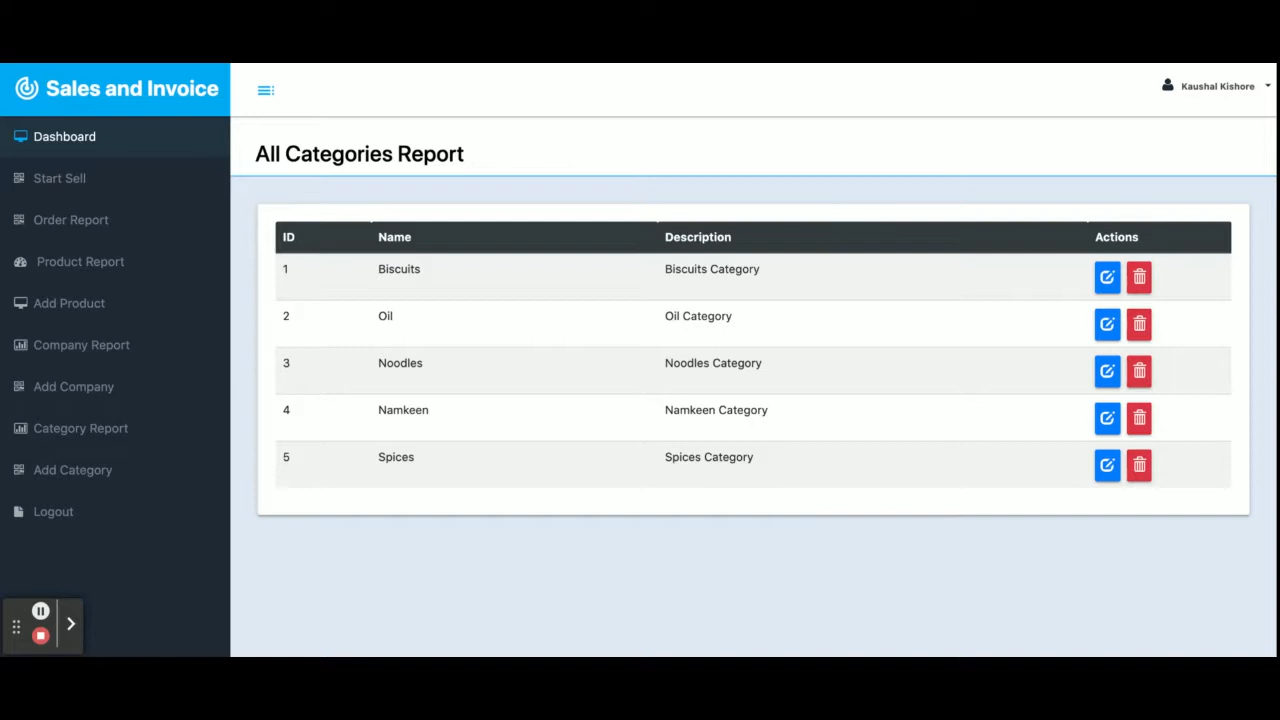 Sales and Invoice
Kaushal Kishore
Dashboard
Start Sell
Order Report
Product Report
Add Product
Company Report
Add Company
Category Report
Add Category
Logout
All Categories Report
ID Name Description Actions
1 Biscuits Biscuits Category
2 Oil Oil Category
3 Noodles Noodles Category
4 Namkeen Namkeen Category
5 Spices Spices Category